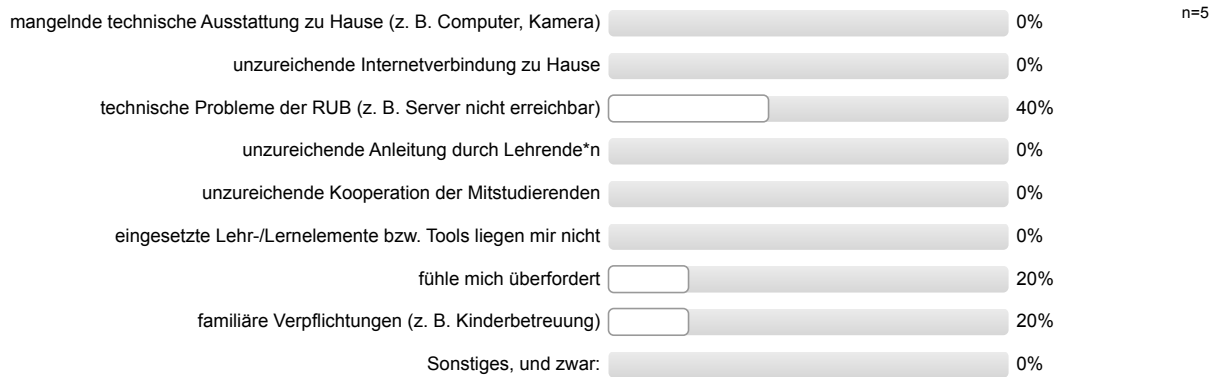 mangelnde technische Ausstattung zu Hause (z. B. Computer, Kamera) 0% n=5
unzureichende Internetverbindung zu Hause 0%
technische Probleme der RUB (z. B. Server nicht erreichbar) 40%
unzureichende Anleitung durch Lehrende*n 0%
unzureichende Kooperation der Mitstudierenden 0%
eingesetzte Lehr-/Lernelemente bzw. Tools liegen mir nicht 0%
fühle mich überfordert 20%
familiäre Verpflichtungen (z. B. Kinderbetreuung) 20%
Sonstiges, und zwar: 0%